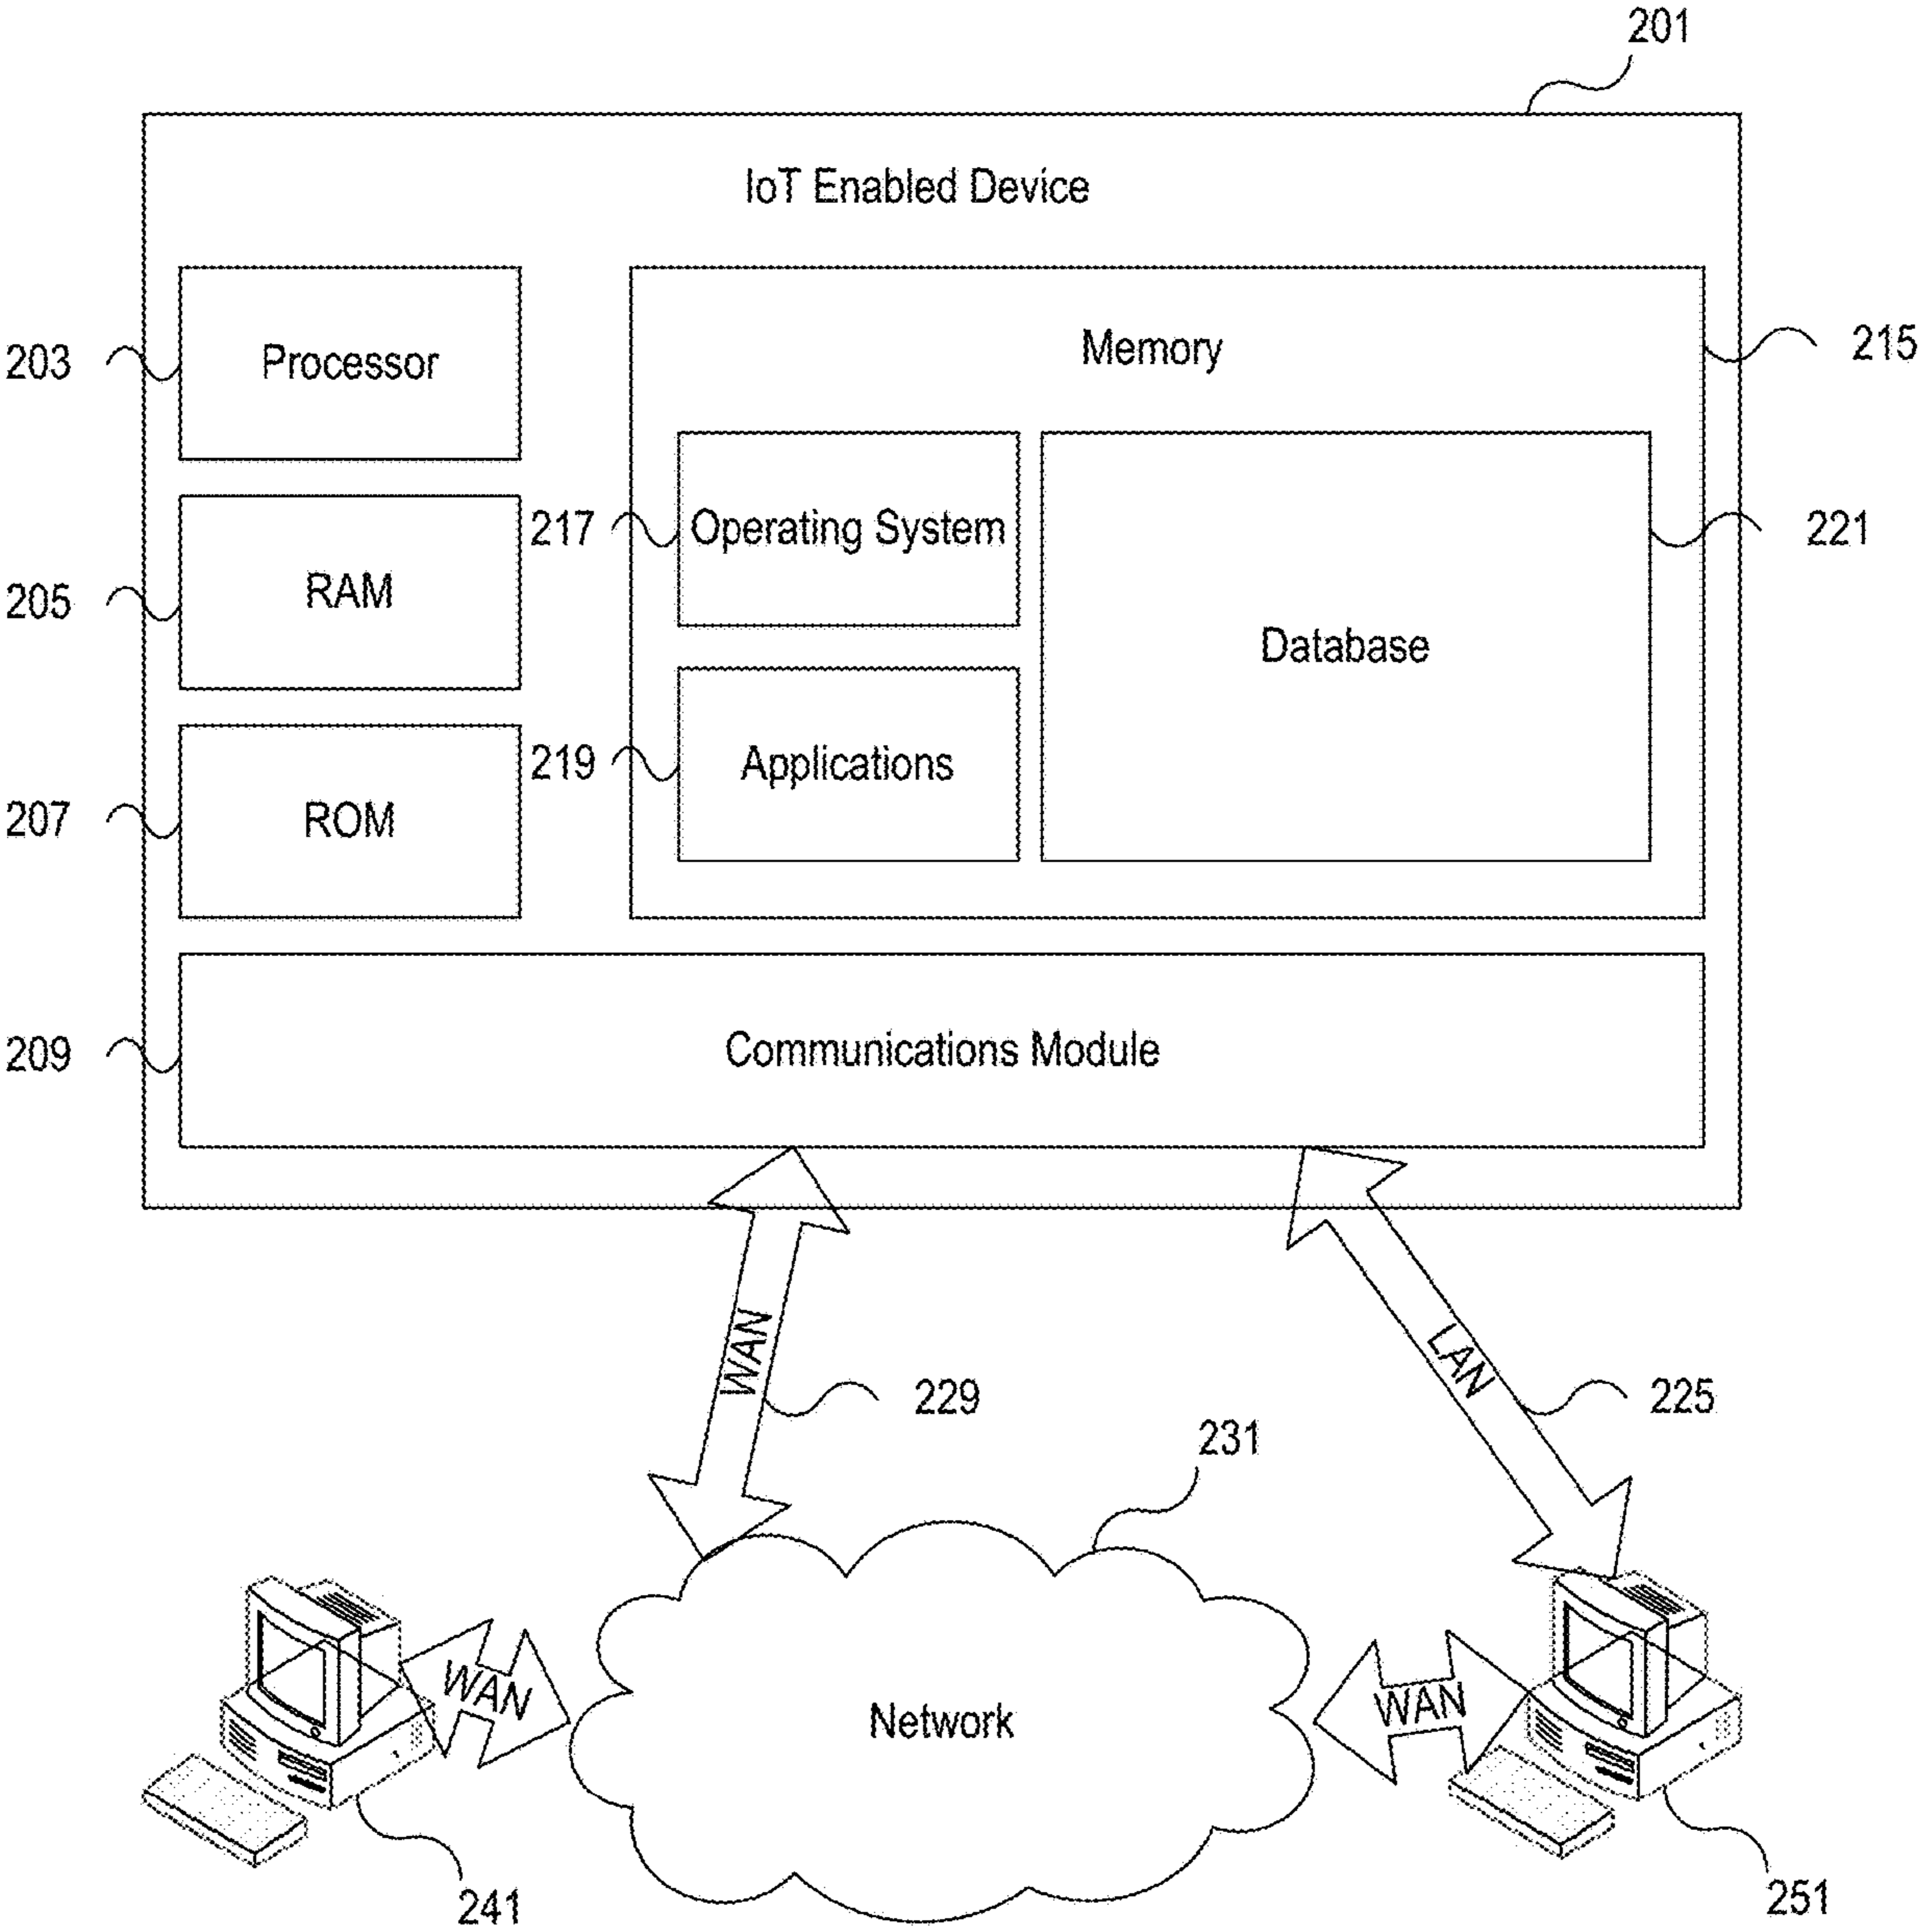 201
IoT Enabled Device
203
Processor
Memory
215
217
Operating System
221
205
RAM
Database
219
Applications
207
ROM
209
Communications Module
WAN
229
LAN
225
231
WAN
Network
WAN
241
251